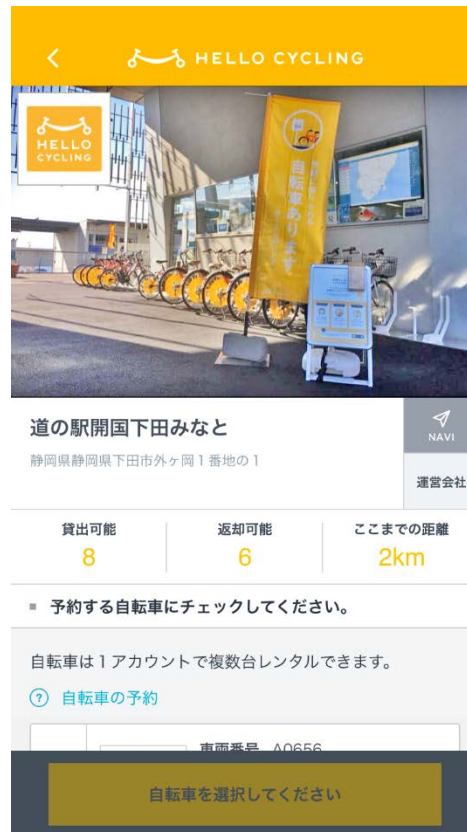 HELLO CYCLING
HELLO
CYCLING
自転車あります
道の駅開国下田みなと
NAVI
静岡県静岡県下田市外ヶ岡1番地の1
運営会社
貸出可能
返却可能
ここまでの距離
8
6
2km
予約する自転車にチェックしてください。
自転車は1アカウントで複数台レンタルできます。
? 自転車の予約
車両番号 A0656
自転車を選択してください